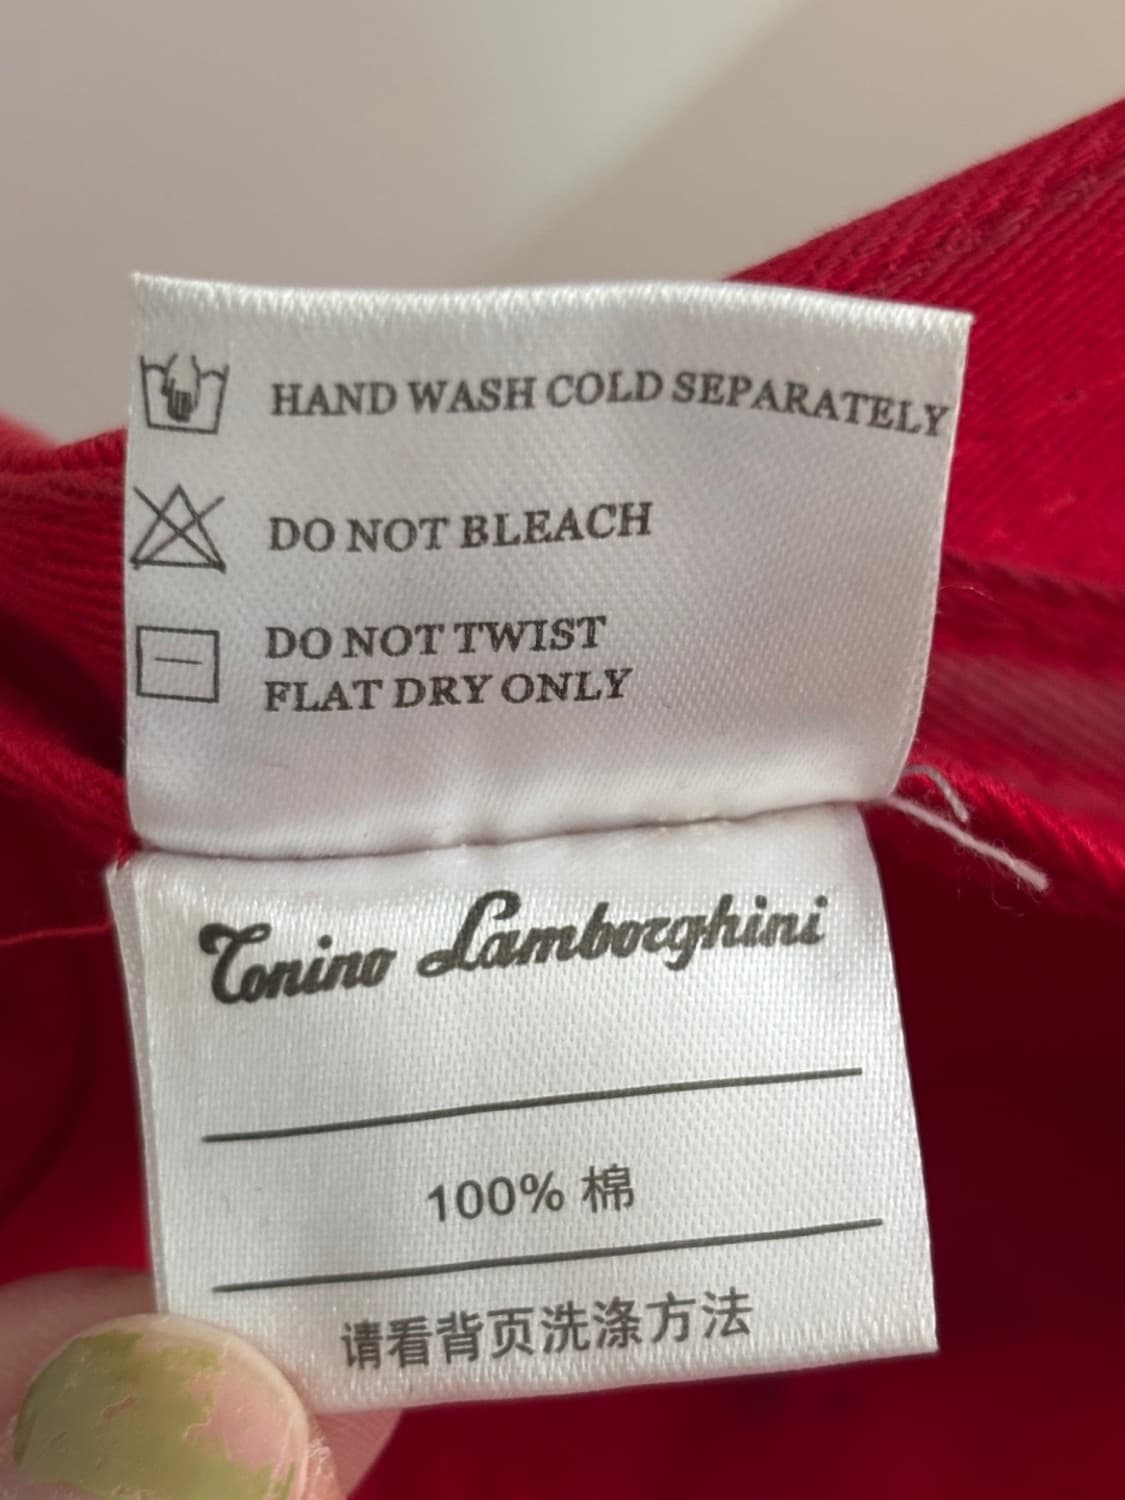 HAND WASH COLD SEPARATELY
DO NOT BLEACH
DO NOT TWIST
FLAT DRY ONLY
Tonino Lamborghini
100% 棉
请看背页洗涤方法